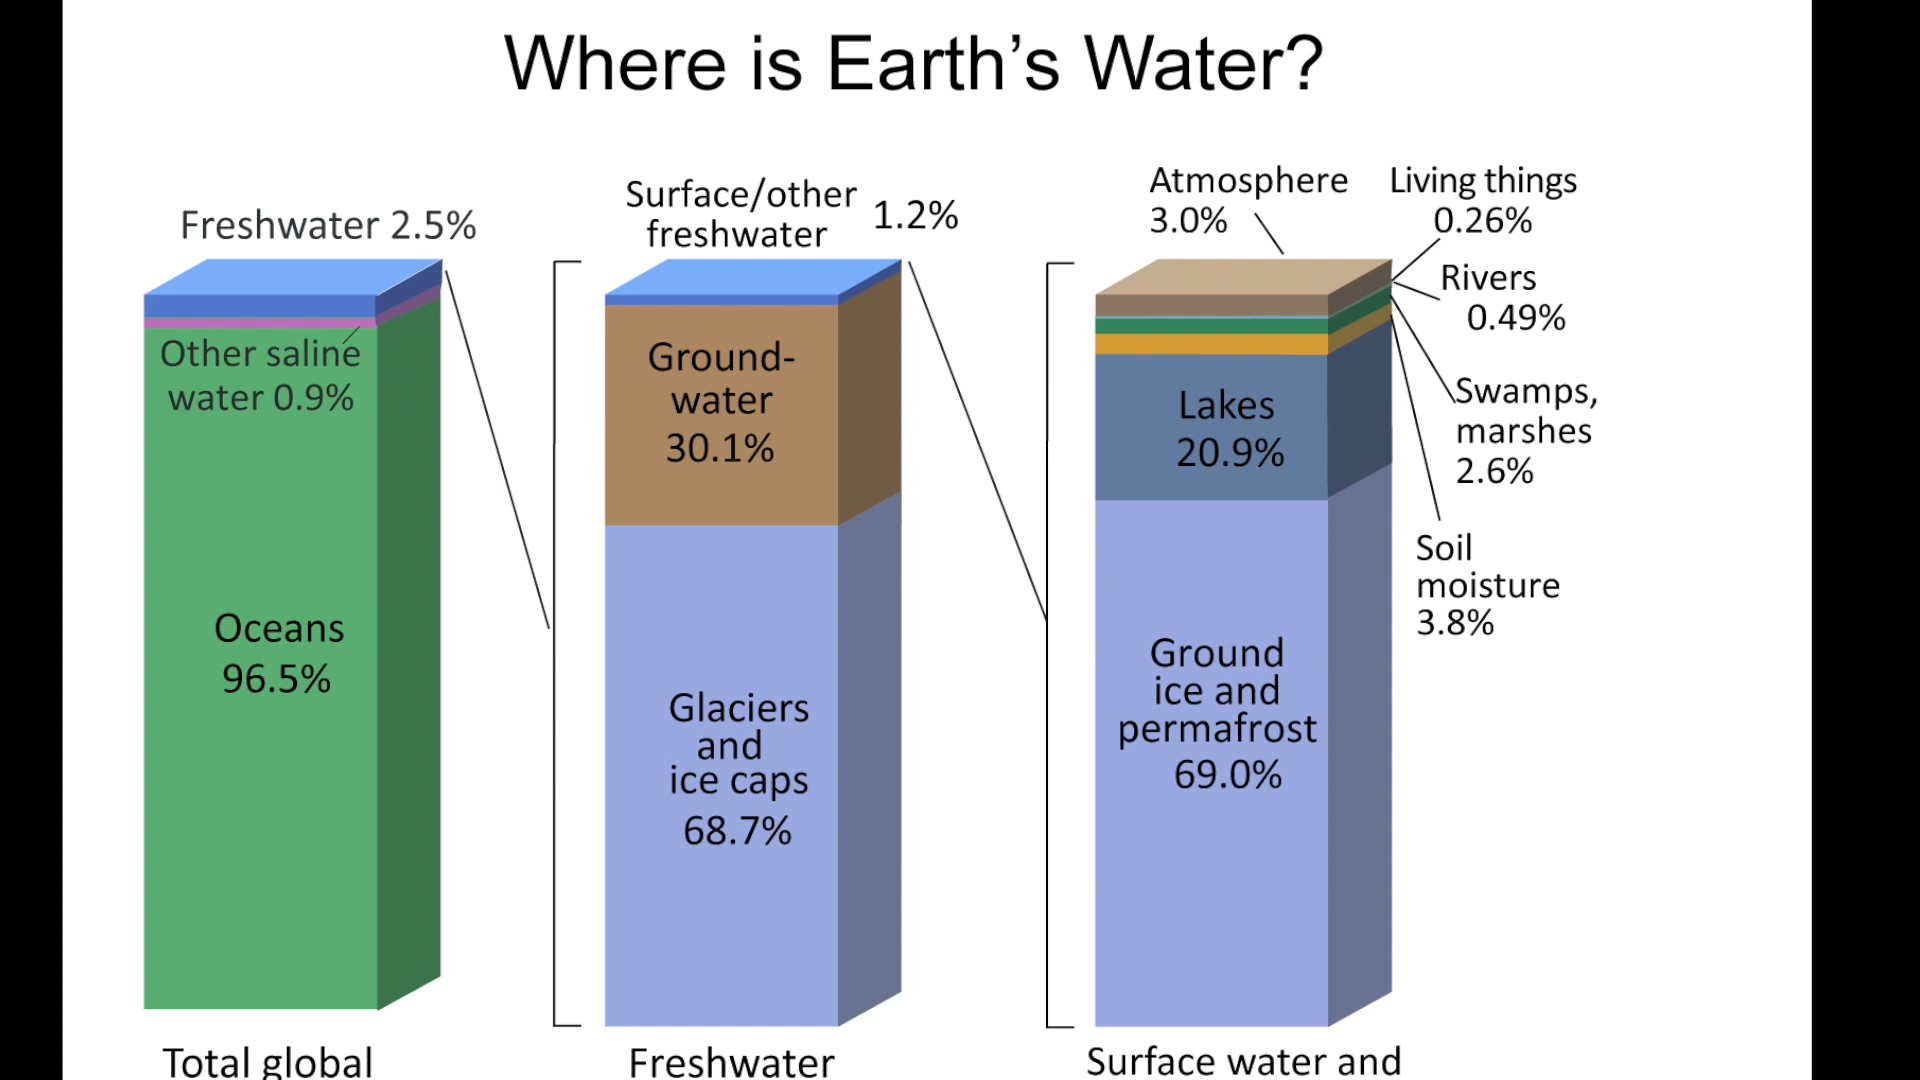 Where is Earth's Water?
Freshwater 2.5%
Other saline
water 0.9%
Oceans
96.5%
Total global
Surface/other
freshwater
1.2%
Ground-
water
30.1%
Glaciers
and
ice caps
68.7%
Freshwater
Atmosphere
3.0%
Living things
0.26%
Rivers
0.49%
Swamps,
marshes
2.6%
Soil
moisture
3.8%
Lakes
20.9%
Ground
ice and
permafrost
69.0%
Surface water and